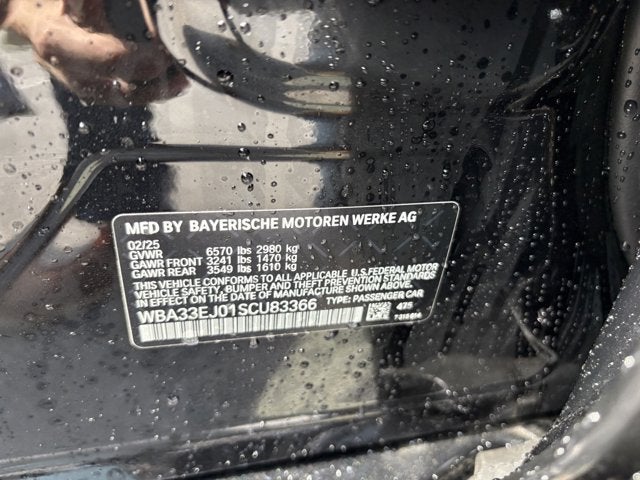 MFD BY BAYERISCHE MOTOREN WERKE AG
02/25
GVWR 6570 lbs 2980 kg
GAWR FRONT 3241 lbs 1470 kg
GAWR REAR 3549 lbs 1610 kg
THIS VEHICLE CONFORMS TO ALL APPLICABLE U.S. FEDERAL MOTOR
VEHICLE SAFETY, BUMPER AND THEFT PREVENTION STANDARDS
IN EFFECT ON THE DATE OF MANUFACTURE SHOWN ABOVE.
WBA33EJ01SCU83366 TYPE: PASSENGER CAR
475